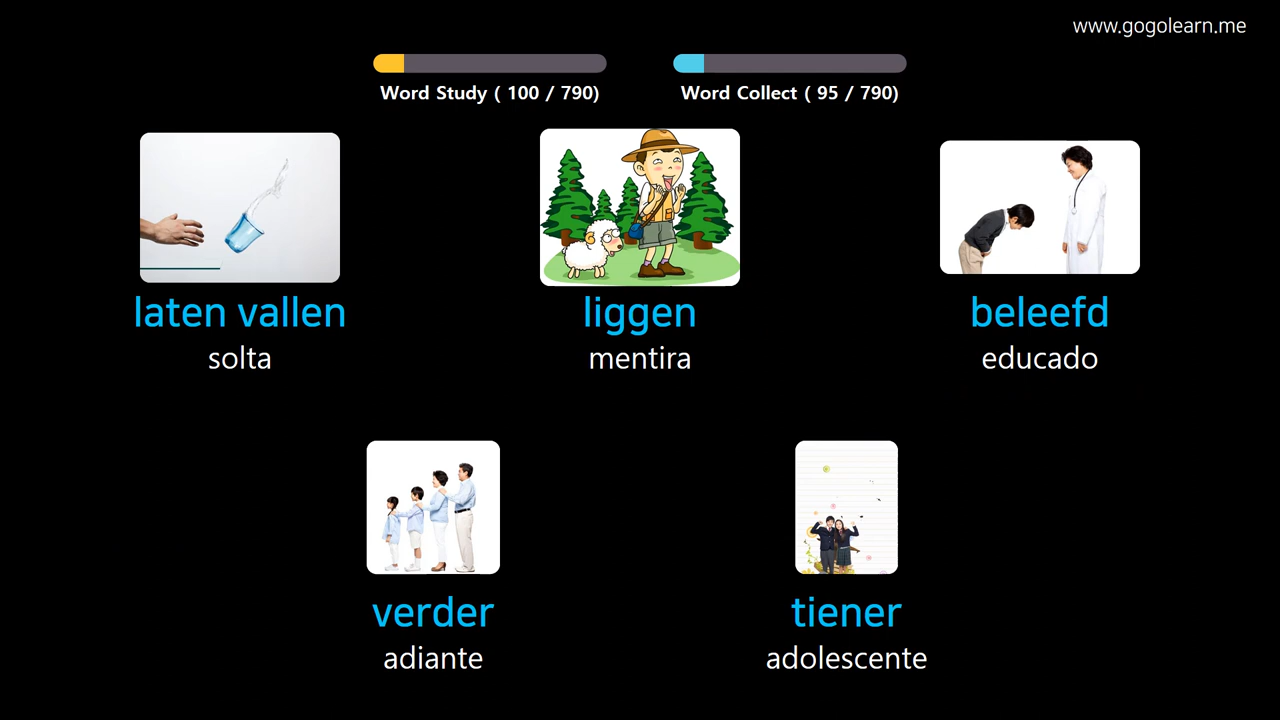 www.gogolearn.me
Word Study ( 100 / 790)
Word Collect ( 95 / 790)
laten vallen
solta
liggen
mentira
beleefd
educado
verder
adiante
tiener
adolescente